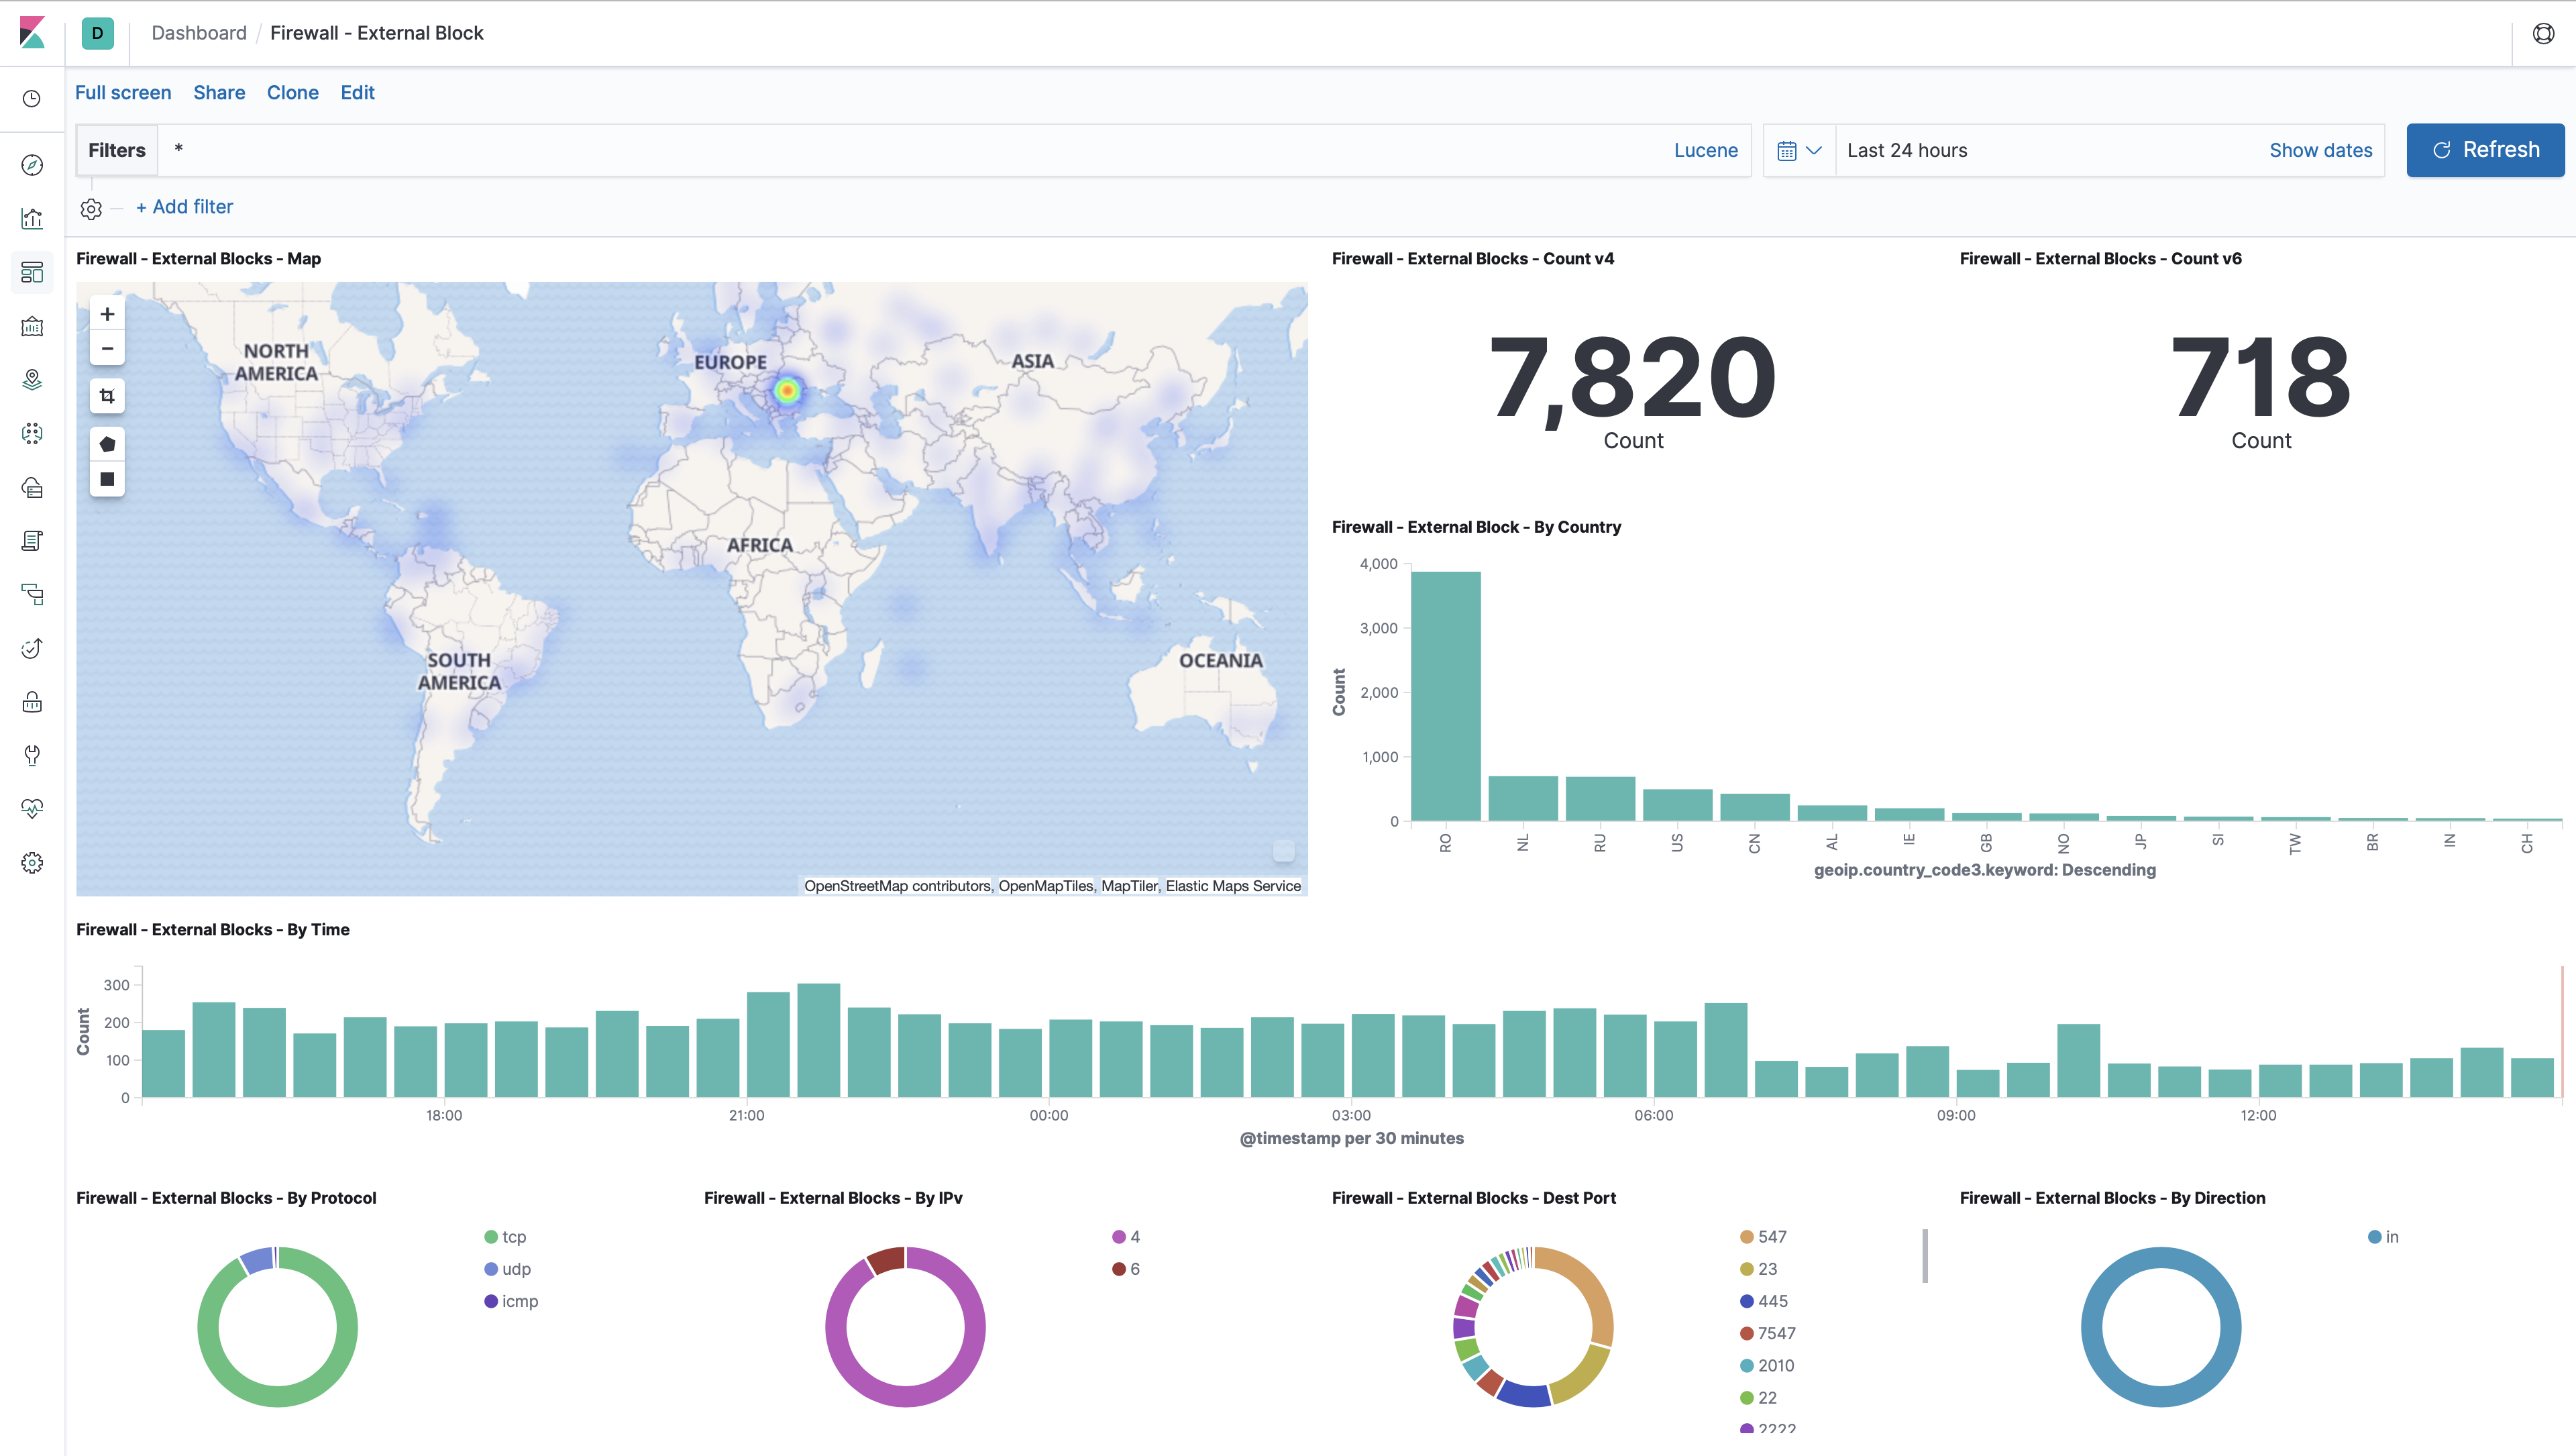 D Dashboard / Firewall - External Block
Full screen Share Clone Edit
Filters * Lucene Last 24 hours Show dates Refresh
+ Add filter
Firewall - External Blocks - Map
+
−
NORTH AMERICA
EUROPE
ASIA
AFRICA
SOUTH AMERICA
OCEANIA
OpenStreetMap contributors, OpenMapTiles, MapTiler, Elastic Maps Service
Firewall - External Blocks - Count v4
7,820
Count
Firewall - External Blocks - Count v6
718
Count
Firewall - External Block - By Country
Count
4,000
3,000
2,000
1,000
0
RO NL RU US CN AL IE GB NO JP SI TW BR IN CH
geoip.country_code3.keyword: Descending
Firewall - External Blocks - By Time
Count
300
200
100
0
18:00 21:00 00:00 03:00 06:00 09:00 12:00
@timestamp per 30 minutes
Firewall - External Blocks - By Protocol
tcp
udp
icmp
Firewall - External Blocks - By IPv
4
6
Firewall - External Blocks - Dest Port
547
23
445
7547
2010
22
2222
Firewall - External Blocks - By Direction
in